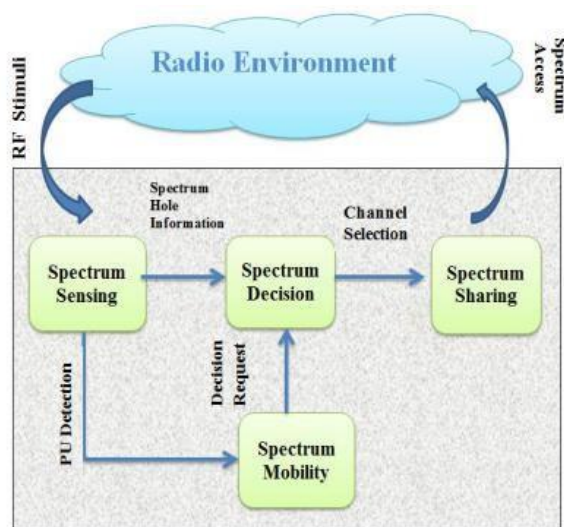 Radio Environment
RF Stimuli
Spectrum
Access
Spectrum
Hole
Information
Channel
Selection
Spectrum
Sensing
Spectrum
Decision
Spectrum
Sharing
PU Detection
Decision
Request
Spectrum
Mobility